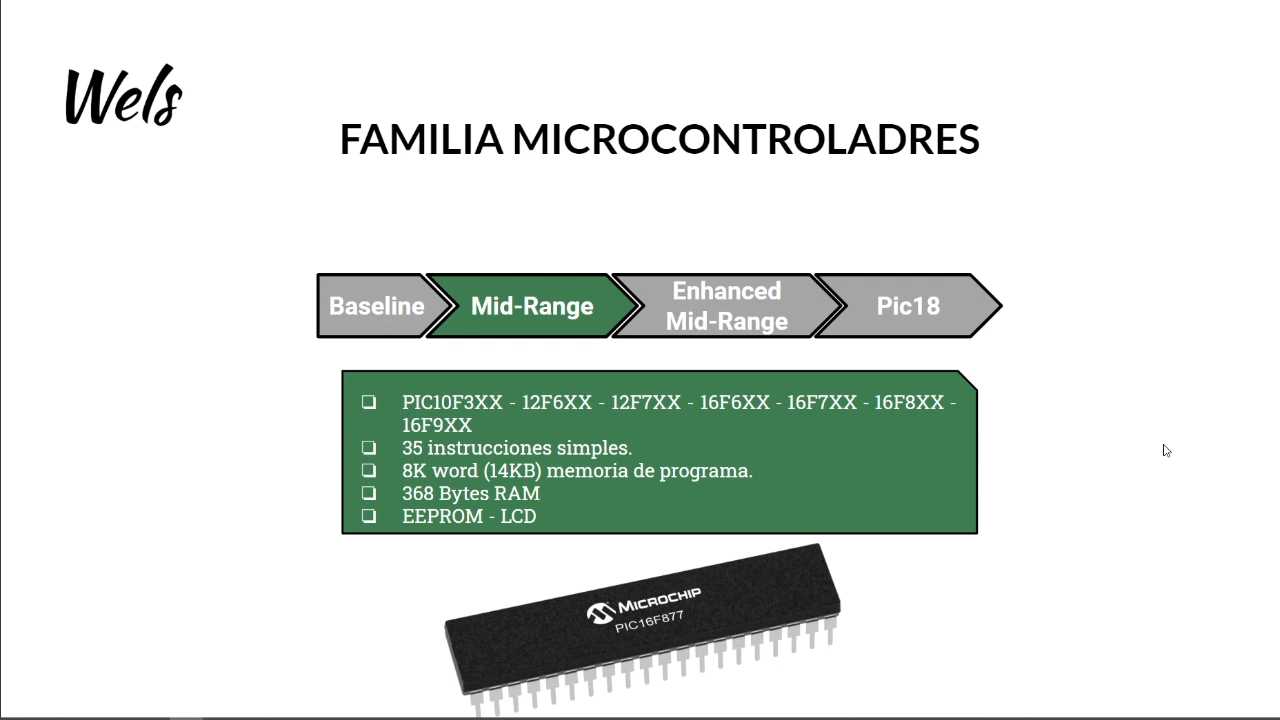 Wels
FAMILIA MICROCONTROLADRES
Baseline
Mid-Range
Enhanced
Mid-Range
Pic18
PIC10F3XX - 12F6XX - 12F7XX - 16F6XX - 16F7XX - 16F8XX -
16F9XX
35 instrucciones simples.
8K word (14KB) memoria de programa.
368 Bytes RAM
EEPROM - LCD
MICROCHIP
PIC16F877